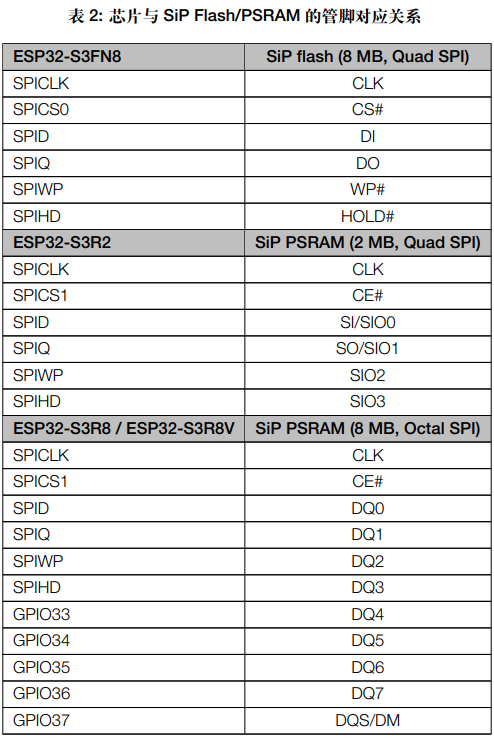 表 2: 芯片与 SiP Flash/PSRAM 的管脚对应关系
ESP32-S3FN8 SiP flash (8 MB, Quad SPI)
SPICLK CLK
SPICS0 CS#
SPID DI
SPIQ DO
SPIWP WP#
SPIHD HOLD#
ESP32-S3R2 SiP PSRAM (2 MB, Quad SPI)
SPICLK CLK
SPICS1 CE#
SPID SI/SIO0
SPIQ SO/SIO1
SPIWP SIO2
SPIHD SIO3
ESP32-S3R8 / ESP32-S3R8V SiP PSRAM (8 MB, Octal SPI)
SPICLK CLK
SPICS1 CE#
SPID DQ0
SPIQ DQ1
SPIWP DQ2
SPIHD DQ3
GPIO33 DQ4
GPIO34 DQ5
GPIO35 DQ6
GPIO36 DQ7
GPIO37 DQS/DM